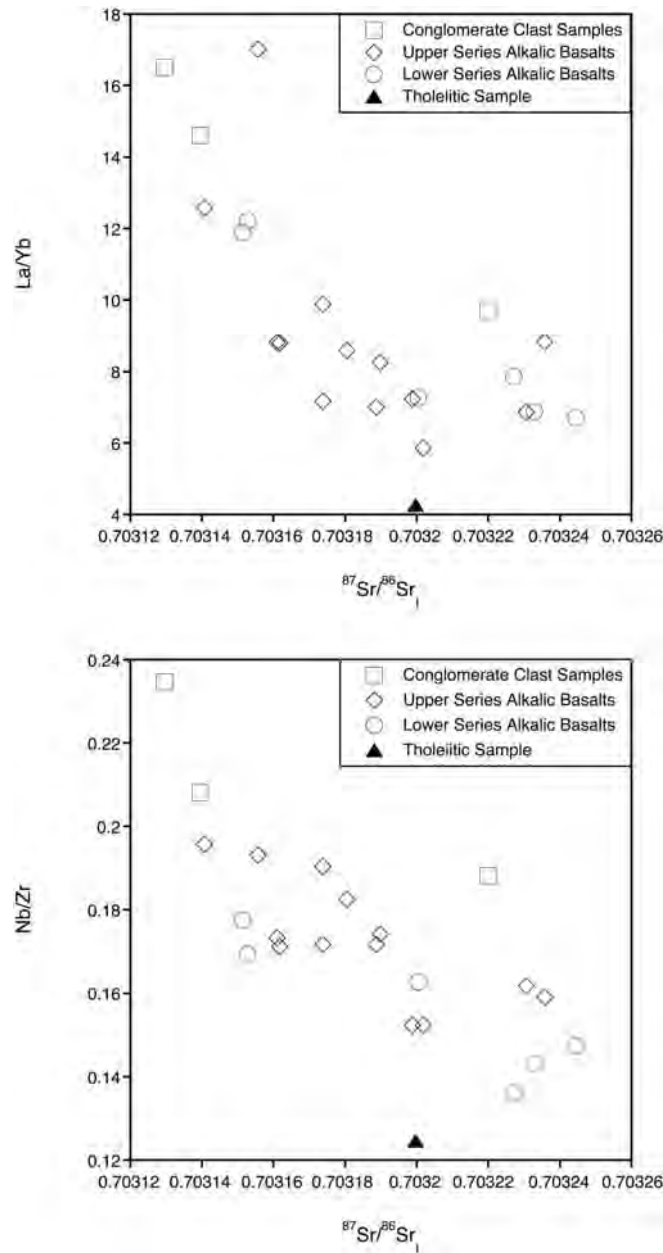 18
16
14
12
10
8
6
4
La/Yb
Conglomerate Clast Samples
Upper Series Alkalic Basalts
Lower Series Alkalic Basalts
Tholelitic Sample
0.70312 0.70314 0.70316 0.70318 0.7032 0.70322 0.70324 0.70326
87Sr/86Sr i
0.24
0.22
0.2
0.18
0.16
0.14
0.12
Nb/Zr
Conglomerate Clast Samples
Upper Series Alkalic Basalts
Lower Series Alkalic Basalts
Tholeiitic Sample
0.70312 0.70314 0.70316 0.70318 0.7032 0.70322 0.70324 0.70326
87Sr/86Sr i